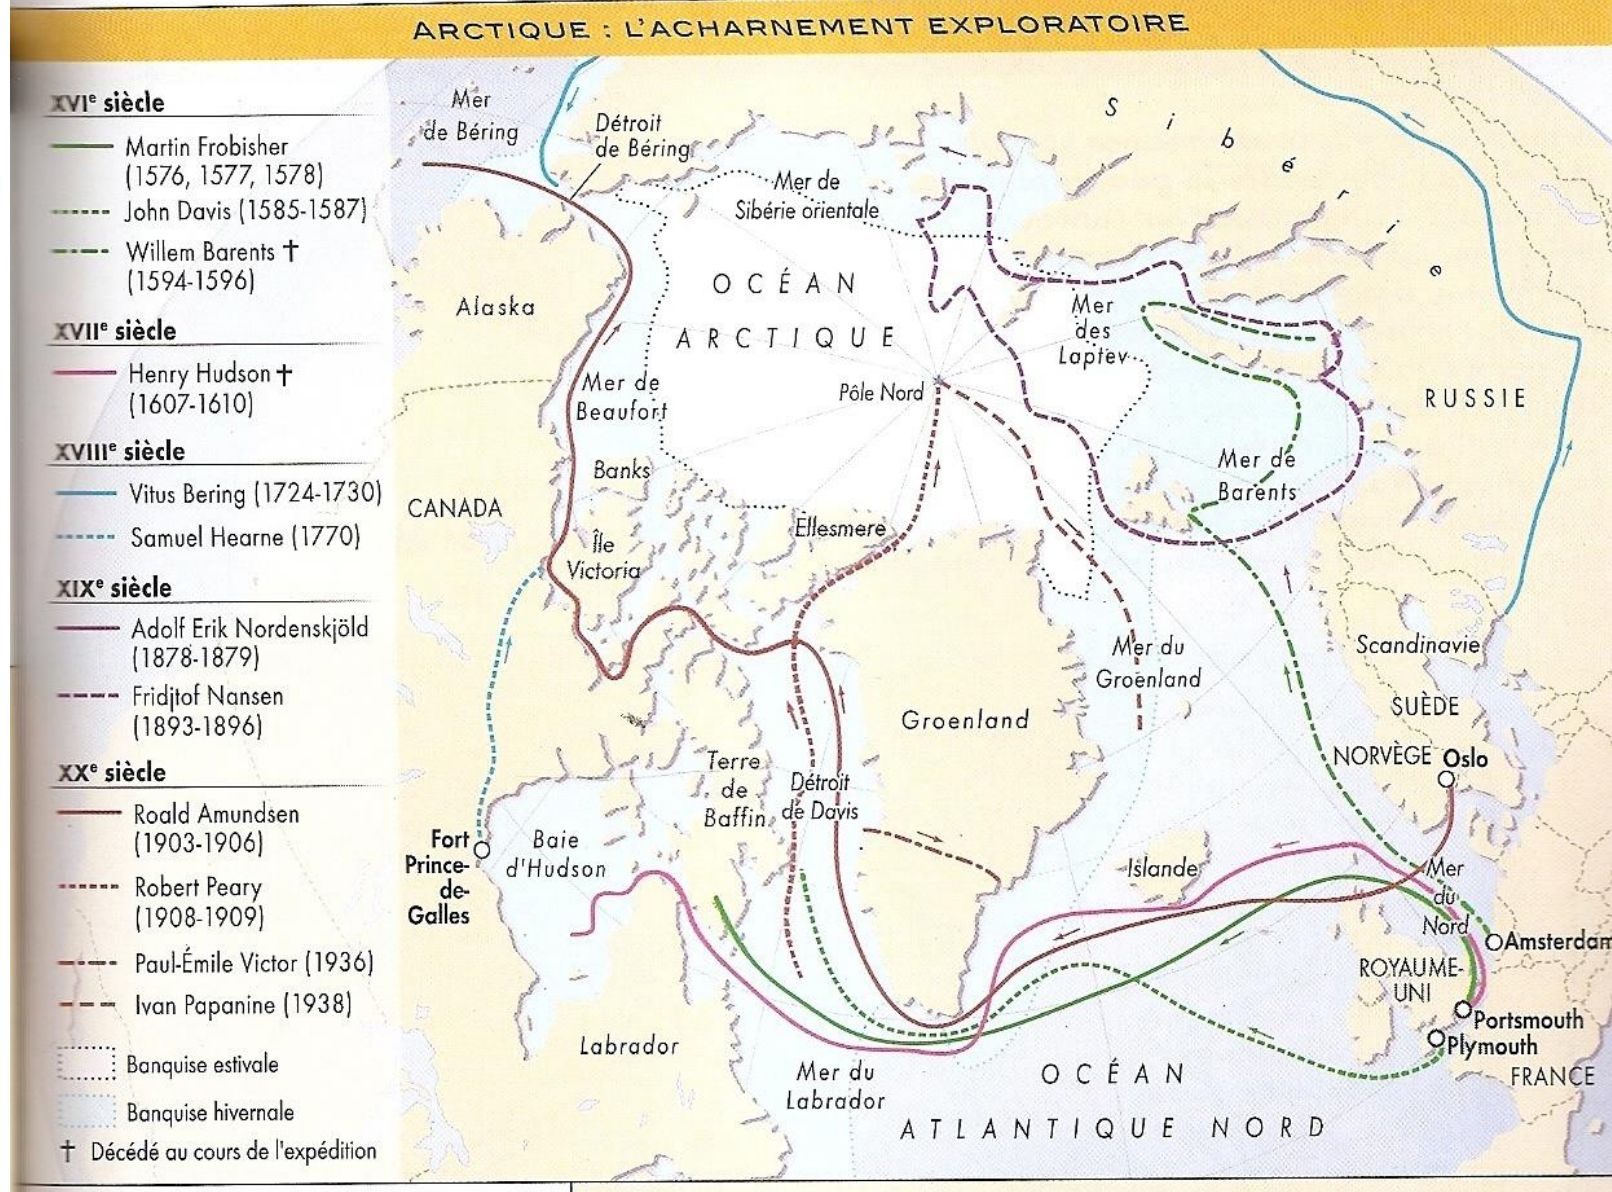 ARCTIQUE : L'ACHARNEMENT EXPLORATOIRE
XVIe siècle
Martin Frobisher
(1576, 1577, 1578)
John Davis (1585-1587)
Willem Barents †
(1594-1596)
XVIIe siècle
Henry Hudson †
(1607-1610)
XVIIIe siècle
Vitus Bering (1724-1730)
Samuel Hearne (1770)
XIXe siècle
Adolf Erik Nordenskjöld
(1878-1879)
Fridjtof Nansen
(1893-1896)
XXe siècle
Roald Amundsen
(1903-1906)
Robert Peary
(1908-1909)
Paul-Émile Victor (1936)
Ivan Papanine (1938)
Banquise estivale
Banquise hivernale
† Décédé au cours de l'expédition
Mer
de Béring
Détroit
de Béring
Mer de
Sibérie orientale
Sibérie
OCÉAN
ARCTIQUE
Alaska
Mer
des
Laptev
Mer de
Beaufort
Pôle Nord
RUSSIE
Banks
Mer de
Barents
CANADA
Ellesmere
Île
Victoria
Mer du
Groenland
Scandinavie
Groenland
SUÈDE
NORVÈGE
Oslo
Terre
de
Baffin
Détroit
de Davis
Fort
Prince-
de-
Galles
Baie
d'Hudson
Islande
Mer
du
Nord
Amsterdam
ROYAUME-
UNI
Portsmouth
Plymouth
FRANCE
Labrador
Mer du
Labrador
OCÉAN
ATLANTIQUE NORD